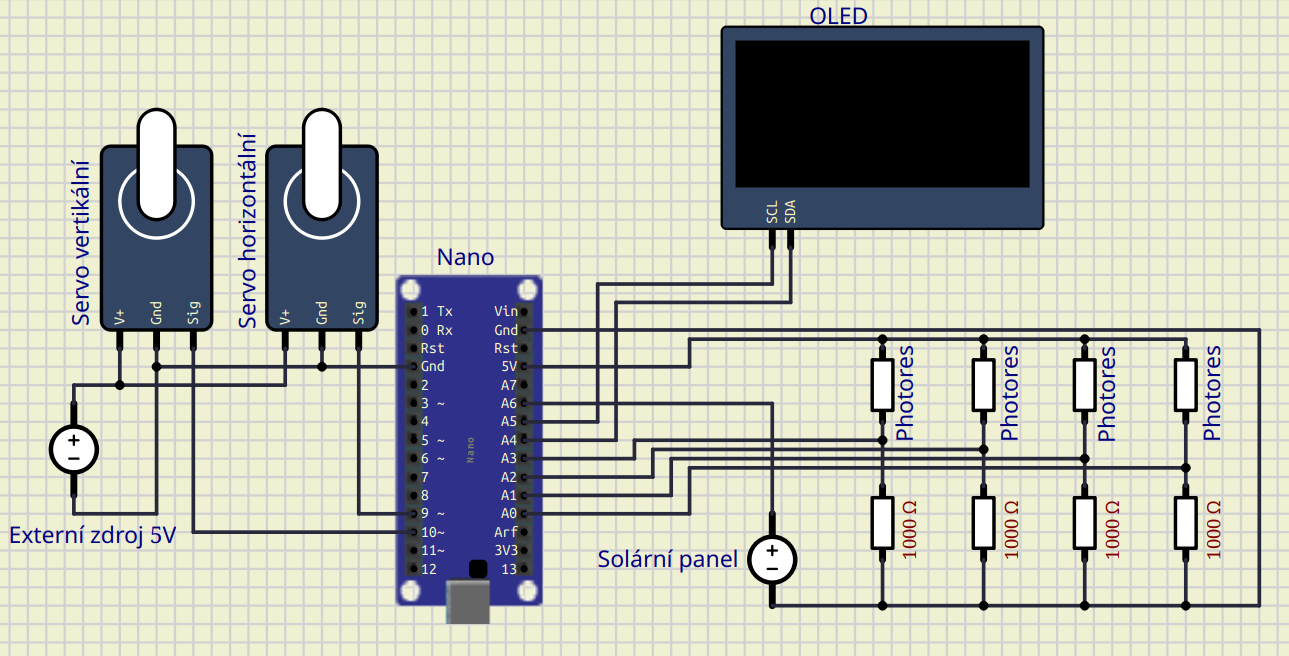 OLED
SCL
SDA
Servo vertikální
V+
Gnd
Sig
Servo horizontální
V+
Gnd
Sig
Nano
1 Tx
0 Rx
Rst
Gnd
2
3 ~
4
5 ~
6 ~
7
8
9 ~
10~
11~
12
Nano
Vin
Gnd
Rst
5V
A7
A6
A5
A4
A3
A2
A1
A0
Arf
3V3
13
Photores
Photores
Photores
Photores
1000 Ω
1000 Ω
1000 Ω
1000 Ω
+
−
Externí zdroj 5V
+
−
Solární panel